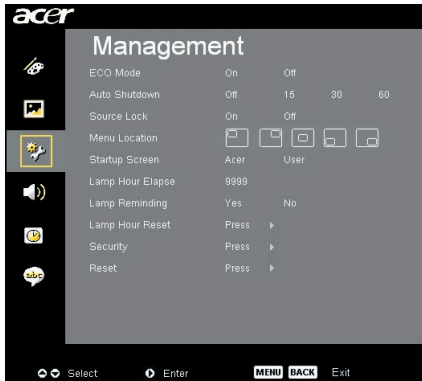 acer
Management
ECO Mode On Off
Auto Shutdown Off 15 30 60
Source Lock On Off
Menu Location
Startup Screen Acer User
Lamp Hour Elapse 9999
Lamp Reminding Yes No
Lamp Hour Reset Press
Security Press
abc
Reset Press
Select Enter MENU BACK Exit